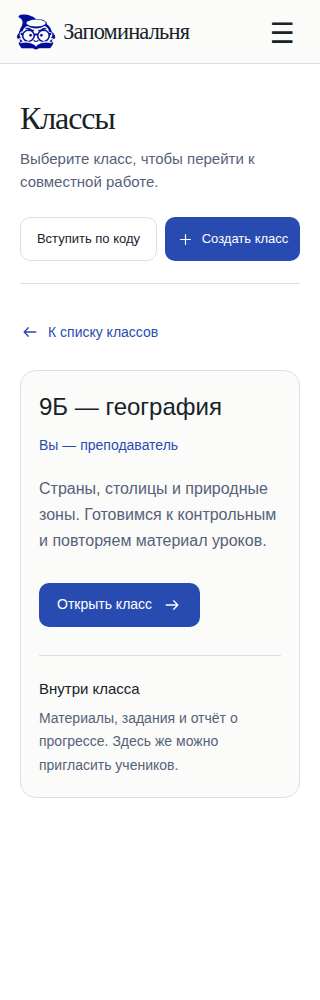 Запоминальня
Классы
Выберите класс, чтобы перейти к
совместной работе.
Вступить по коду
Создать класс
К списку классов
9Б — география
Вы — преподаватель
Страны, столицы и природные
зоны. Готовимся к контрольным
и повторяем материал уроков.
Открыть класс
Внутри класса
Материалы, задания и отчёт о
прогрессе. Здесь же можно
пригласить учеников.